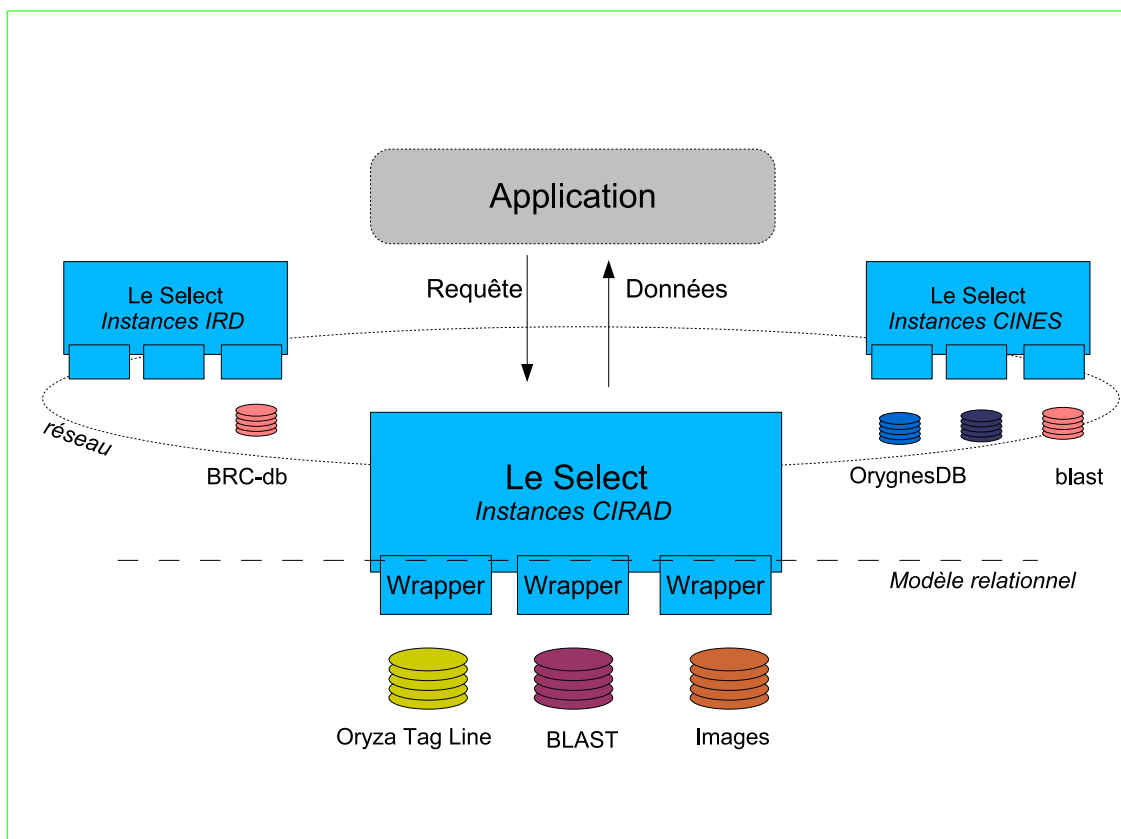 Application
Requête
Données
Le Select
Instances IRD
Le Select
Instances CINES
réseau
BRC-db
OrygnesDB
blast
Le Select
Instances CIRAD
Modèle relationnel
Wrapper
Wrapper
Wrapper
Oryza Tag Line
BLAST
Images